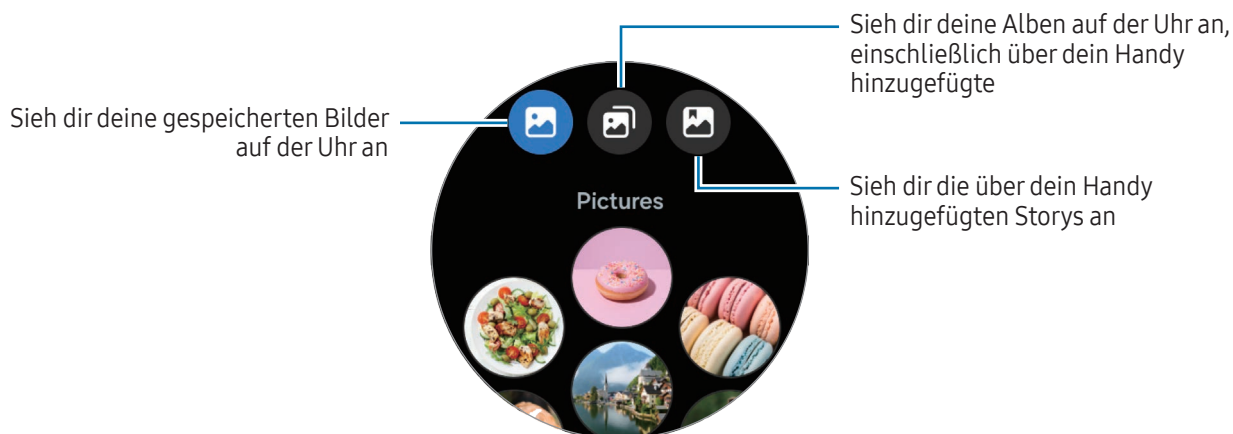 Sieh dir deine Alben auf der Uhr an,
einschließlich über dein Handy
hinzugefügte
Sieh dir deine gespeicherten Bilder
auf der Uhr an
Sieh dir die über dein Handy
hinzugefügten Storys an
Pictures